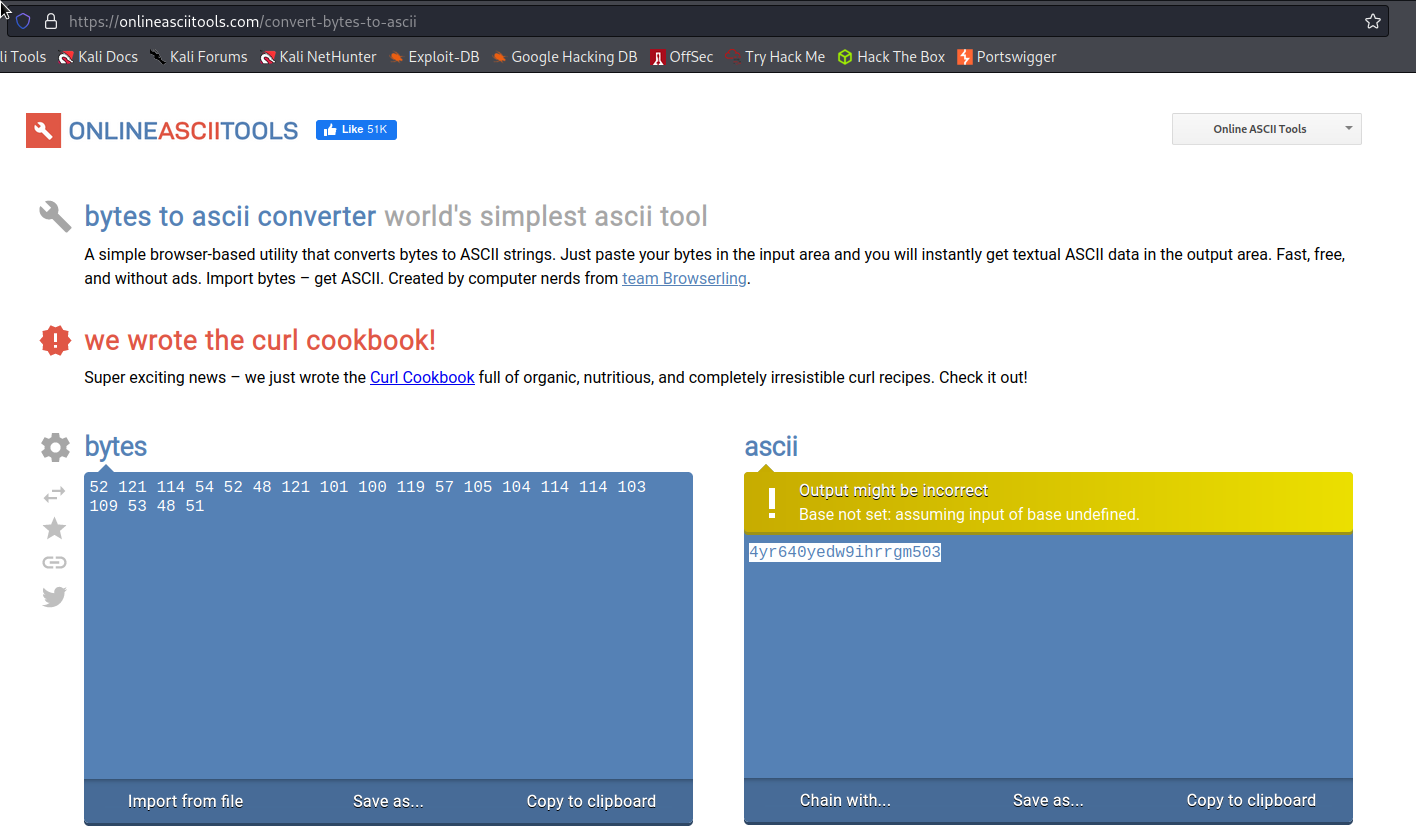 https://onlineasciitools.com/convert-bytes-to-ascii
li Tools Kali Docs Kali Forums Kali NetHunter Exploit-DB Google Hacking DB OffSec Try Hack Me Hack The Box Portswigger
ONLINEASCIITOOLS Like 51K Online ASCII Tools
bytes to ascii converter world's simplest ascii tool
A simple browser-based utility that converts bytes to ASCII strings. Just paste your bytes in the input area and you will instantly get textual ASCII data in the output area. Fast, free,
and without ads. Import bytes – get ASCII. Created by computer nerds from team Browserling.
we wrote the curl cookbook!
Super exciting news – we just wrote the Curl Cookbook full of organic, nutritious, and completely irresistible curl recipes. Check it out!
bytes
52 121 114 54 52 48 121 101 100 119 57 105 104 114 114 103
109 53 48 51
Import from file Save as... Copy to clipboard
ascii
Output might be incorrect
Base not set: assuming input of base undefined.
4yr640yedw9ihrrgm503
Chain with... Save as... Copy to clipboard